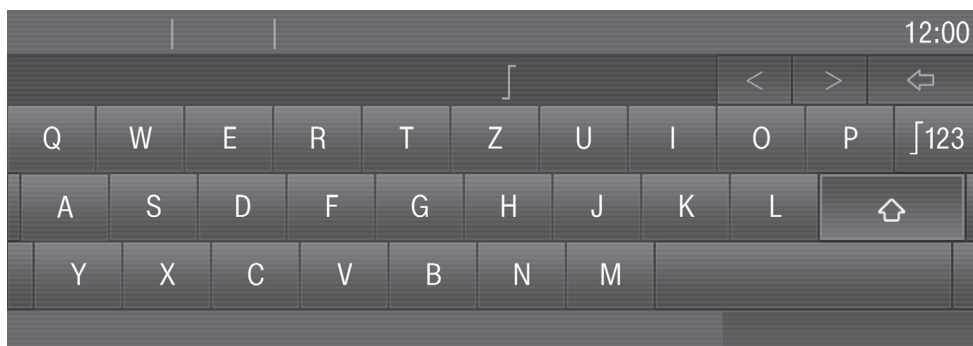 12:00
< >
Q W E R T Z U I O P ⌡123
A S D F G H J K L
Y X C V B N M